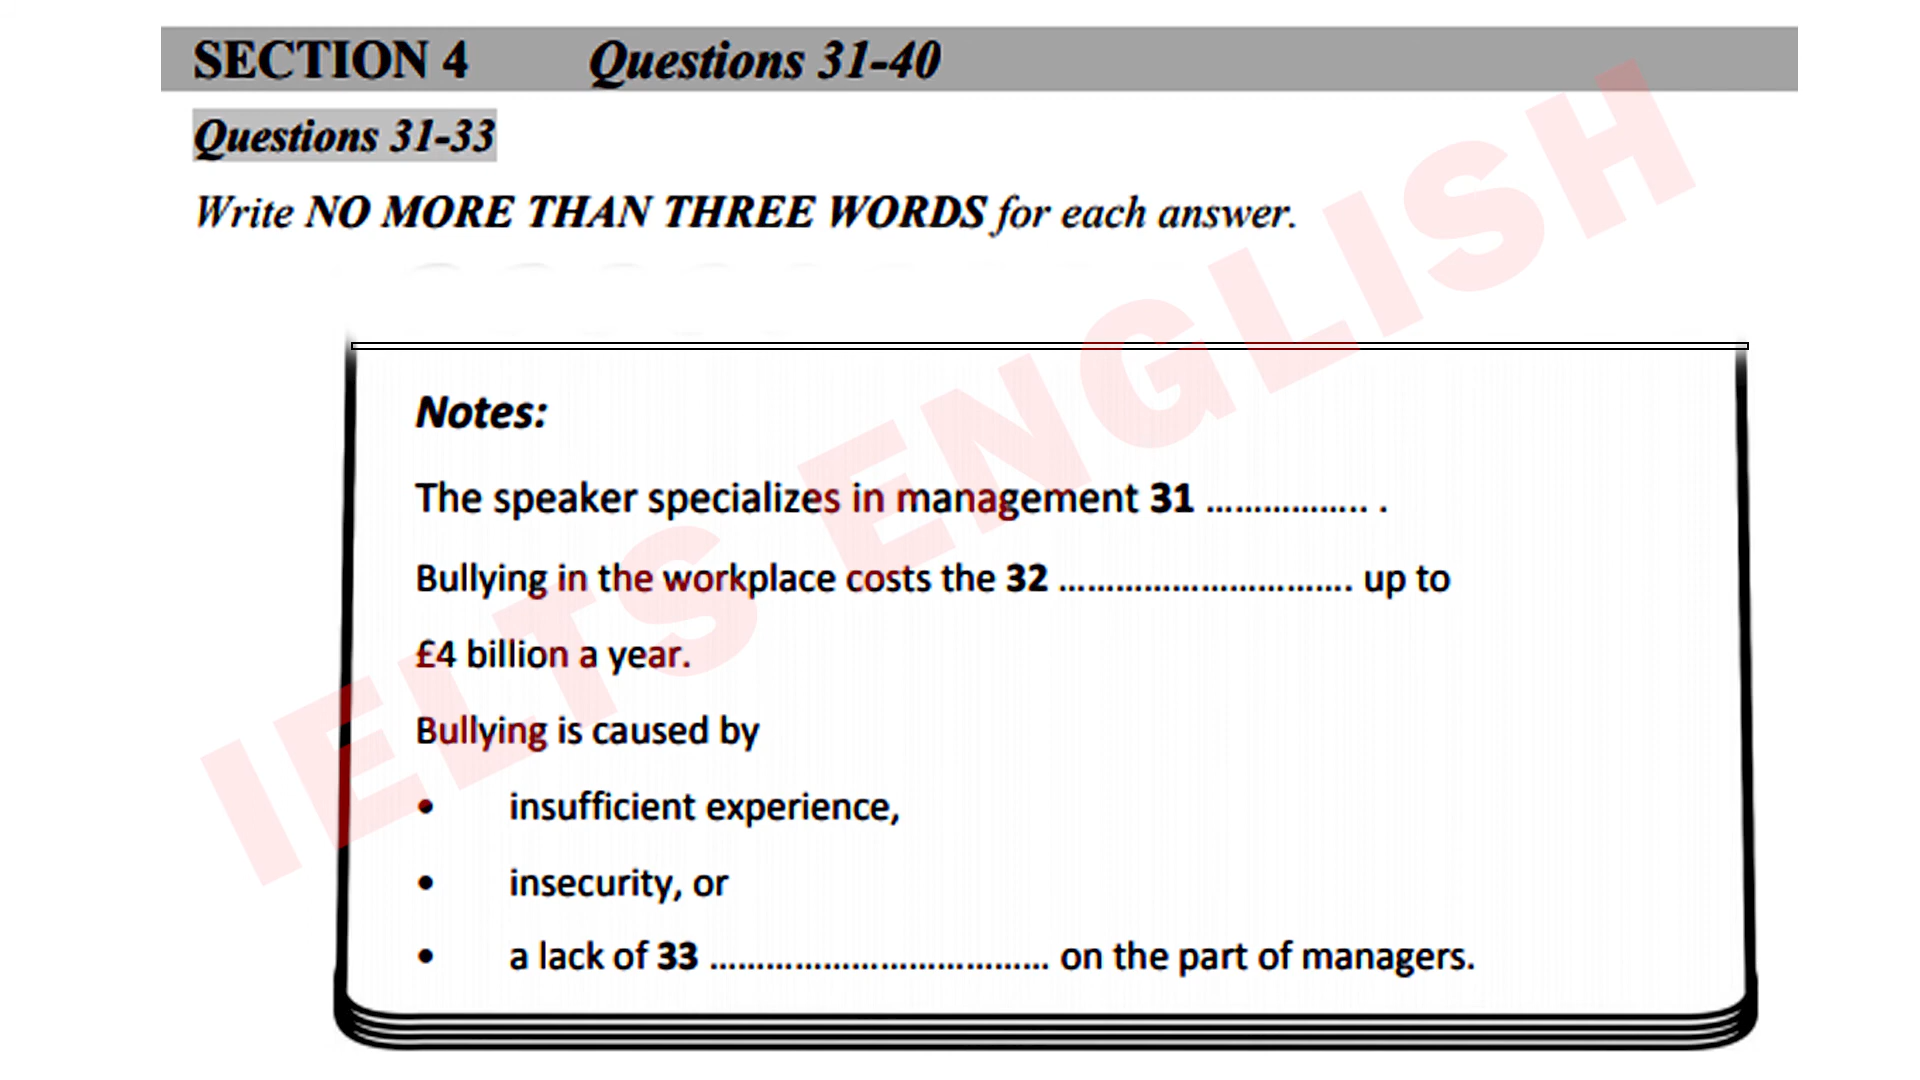 SECTION 4 Questions 31-40
Questions 31-33
Write NO MORE THAN THREE WORDS for each answer.
Notes:
The speaker specializes in management 31 ................. .
Bullying in the workplace costs the 32 ............................... up to
£4 billion a year.
Bullying is caused by
• insufficient experience,
• insecurity, or
• a lack of 33 .................................... on the part of managers.
IELTS ENGLISH